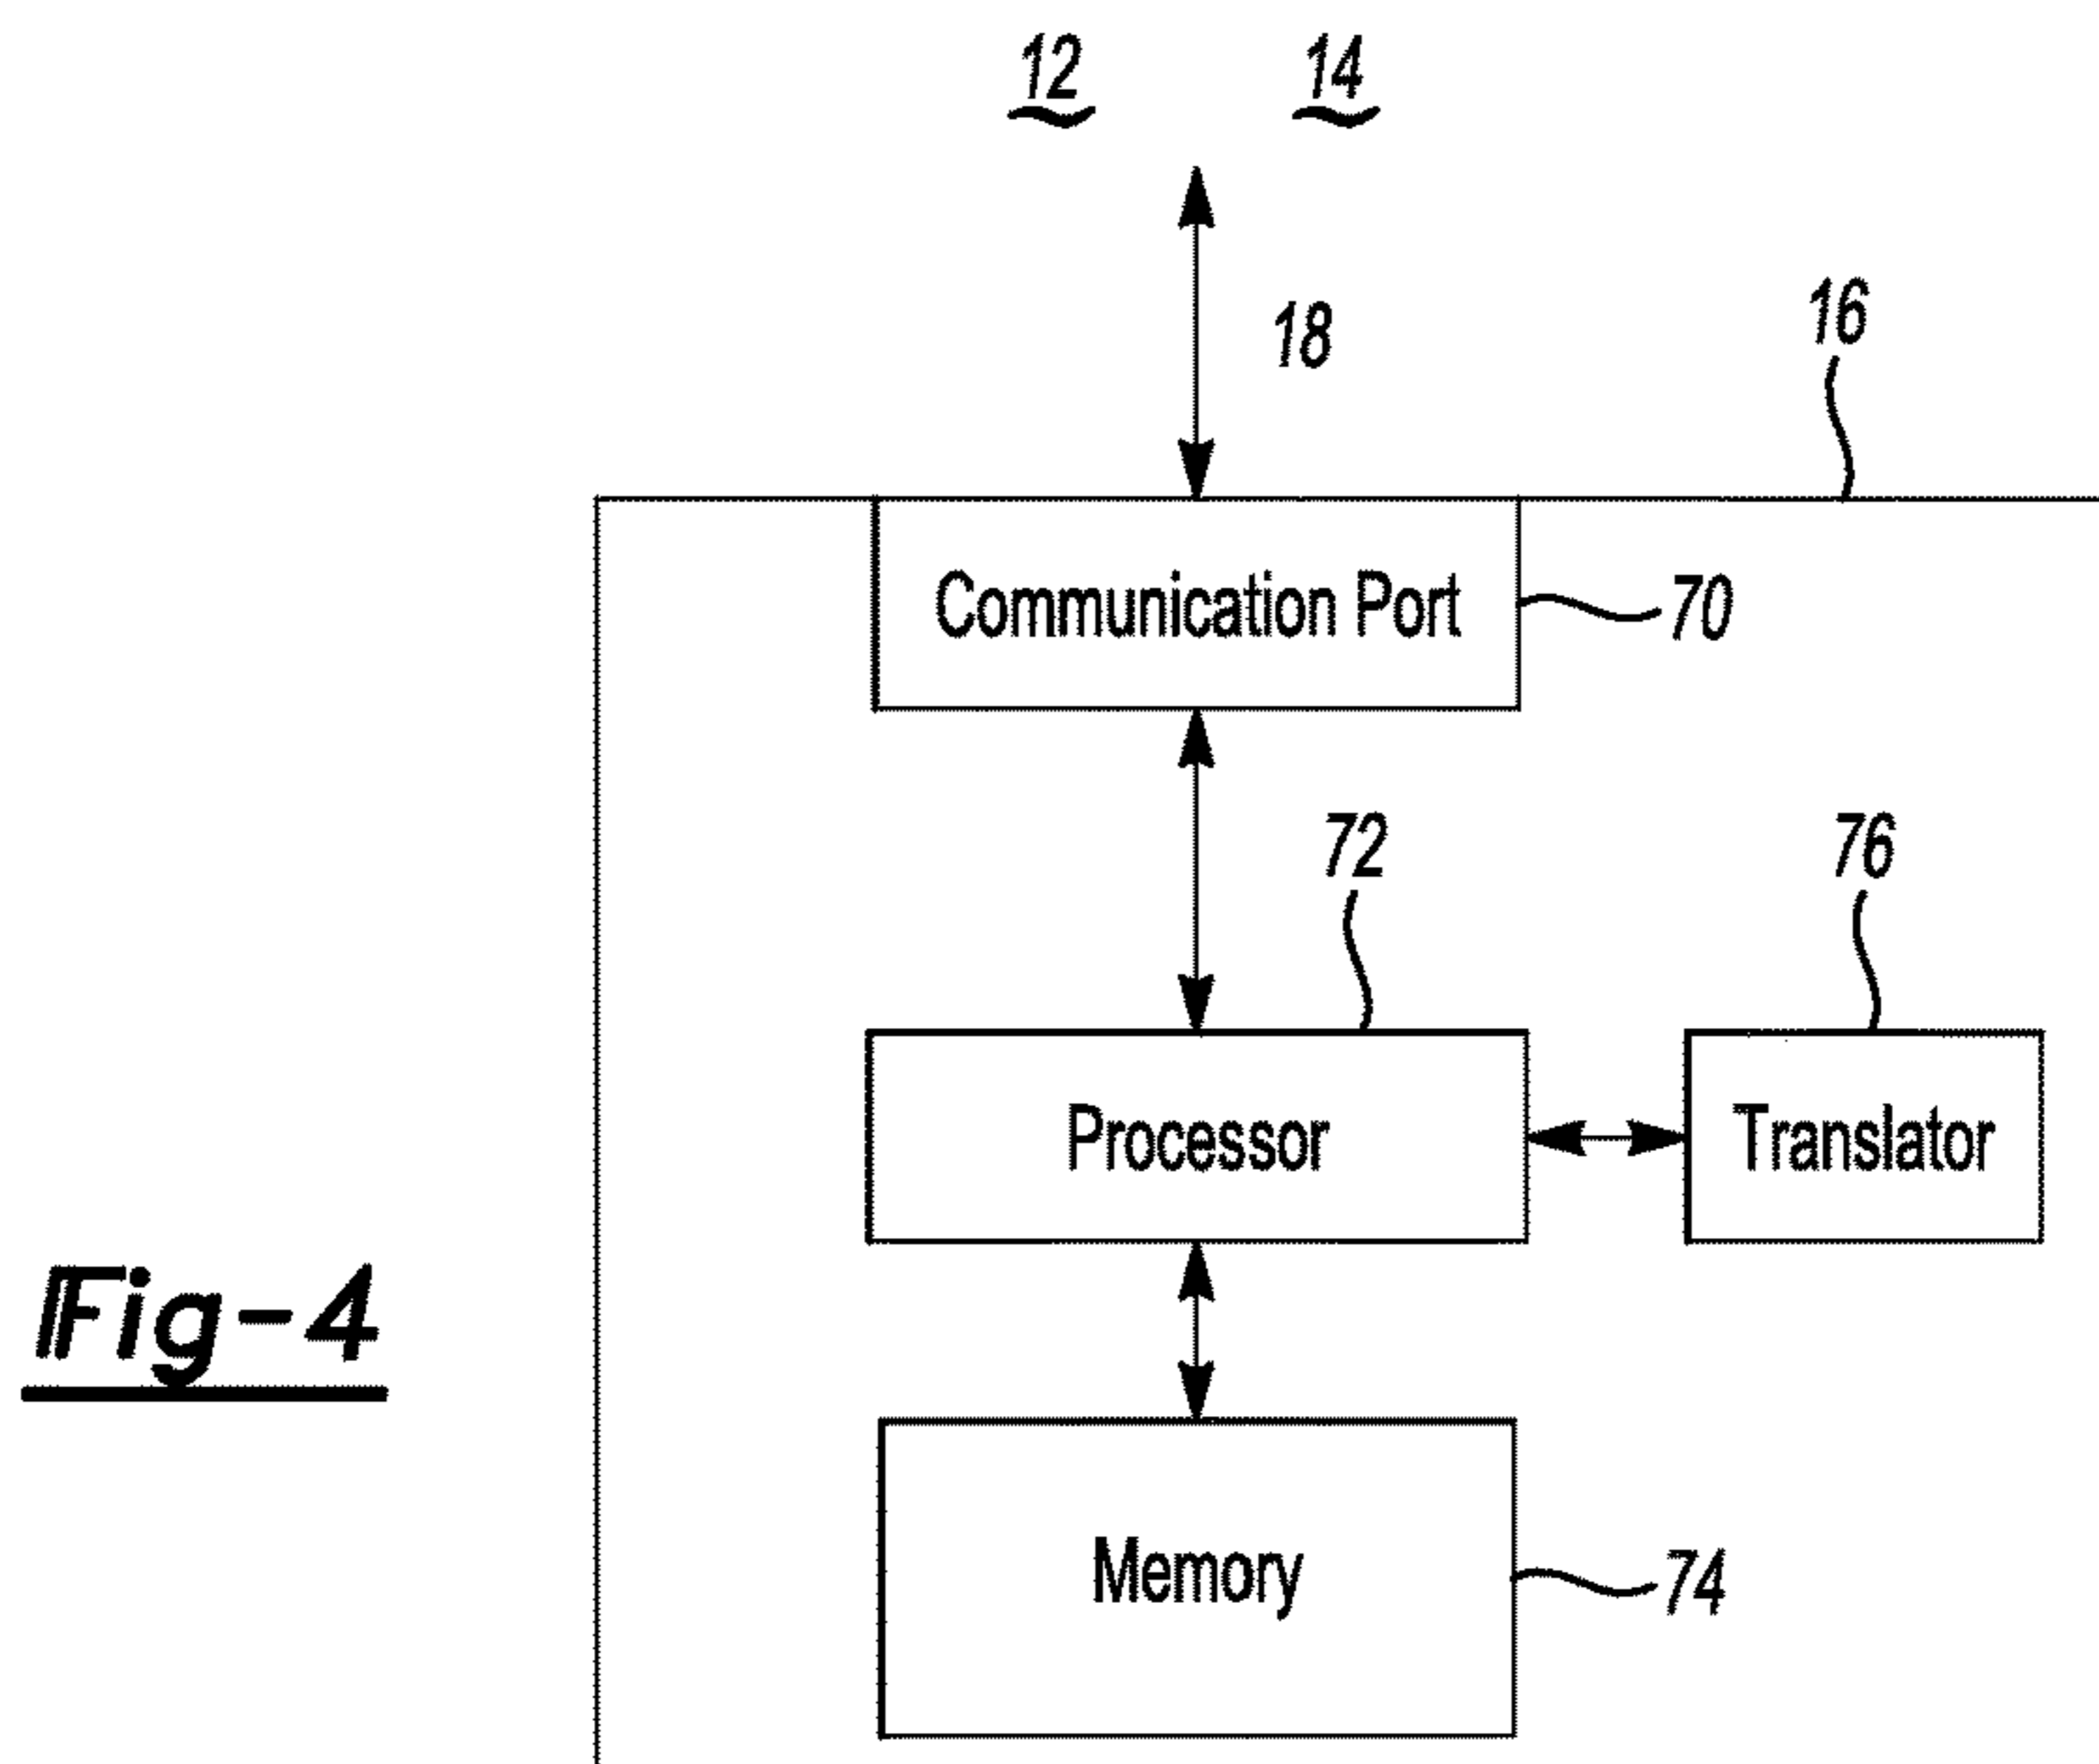 12 14
18
16
Communication Port
70
72
76
Processor
Translator
Fig-4
Memory
74